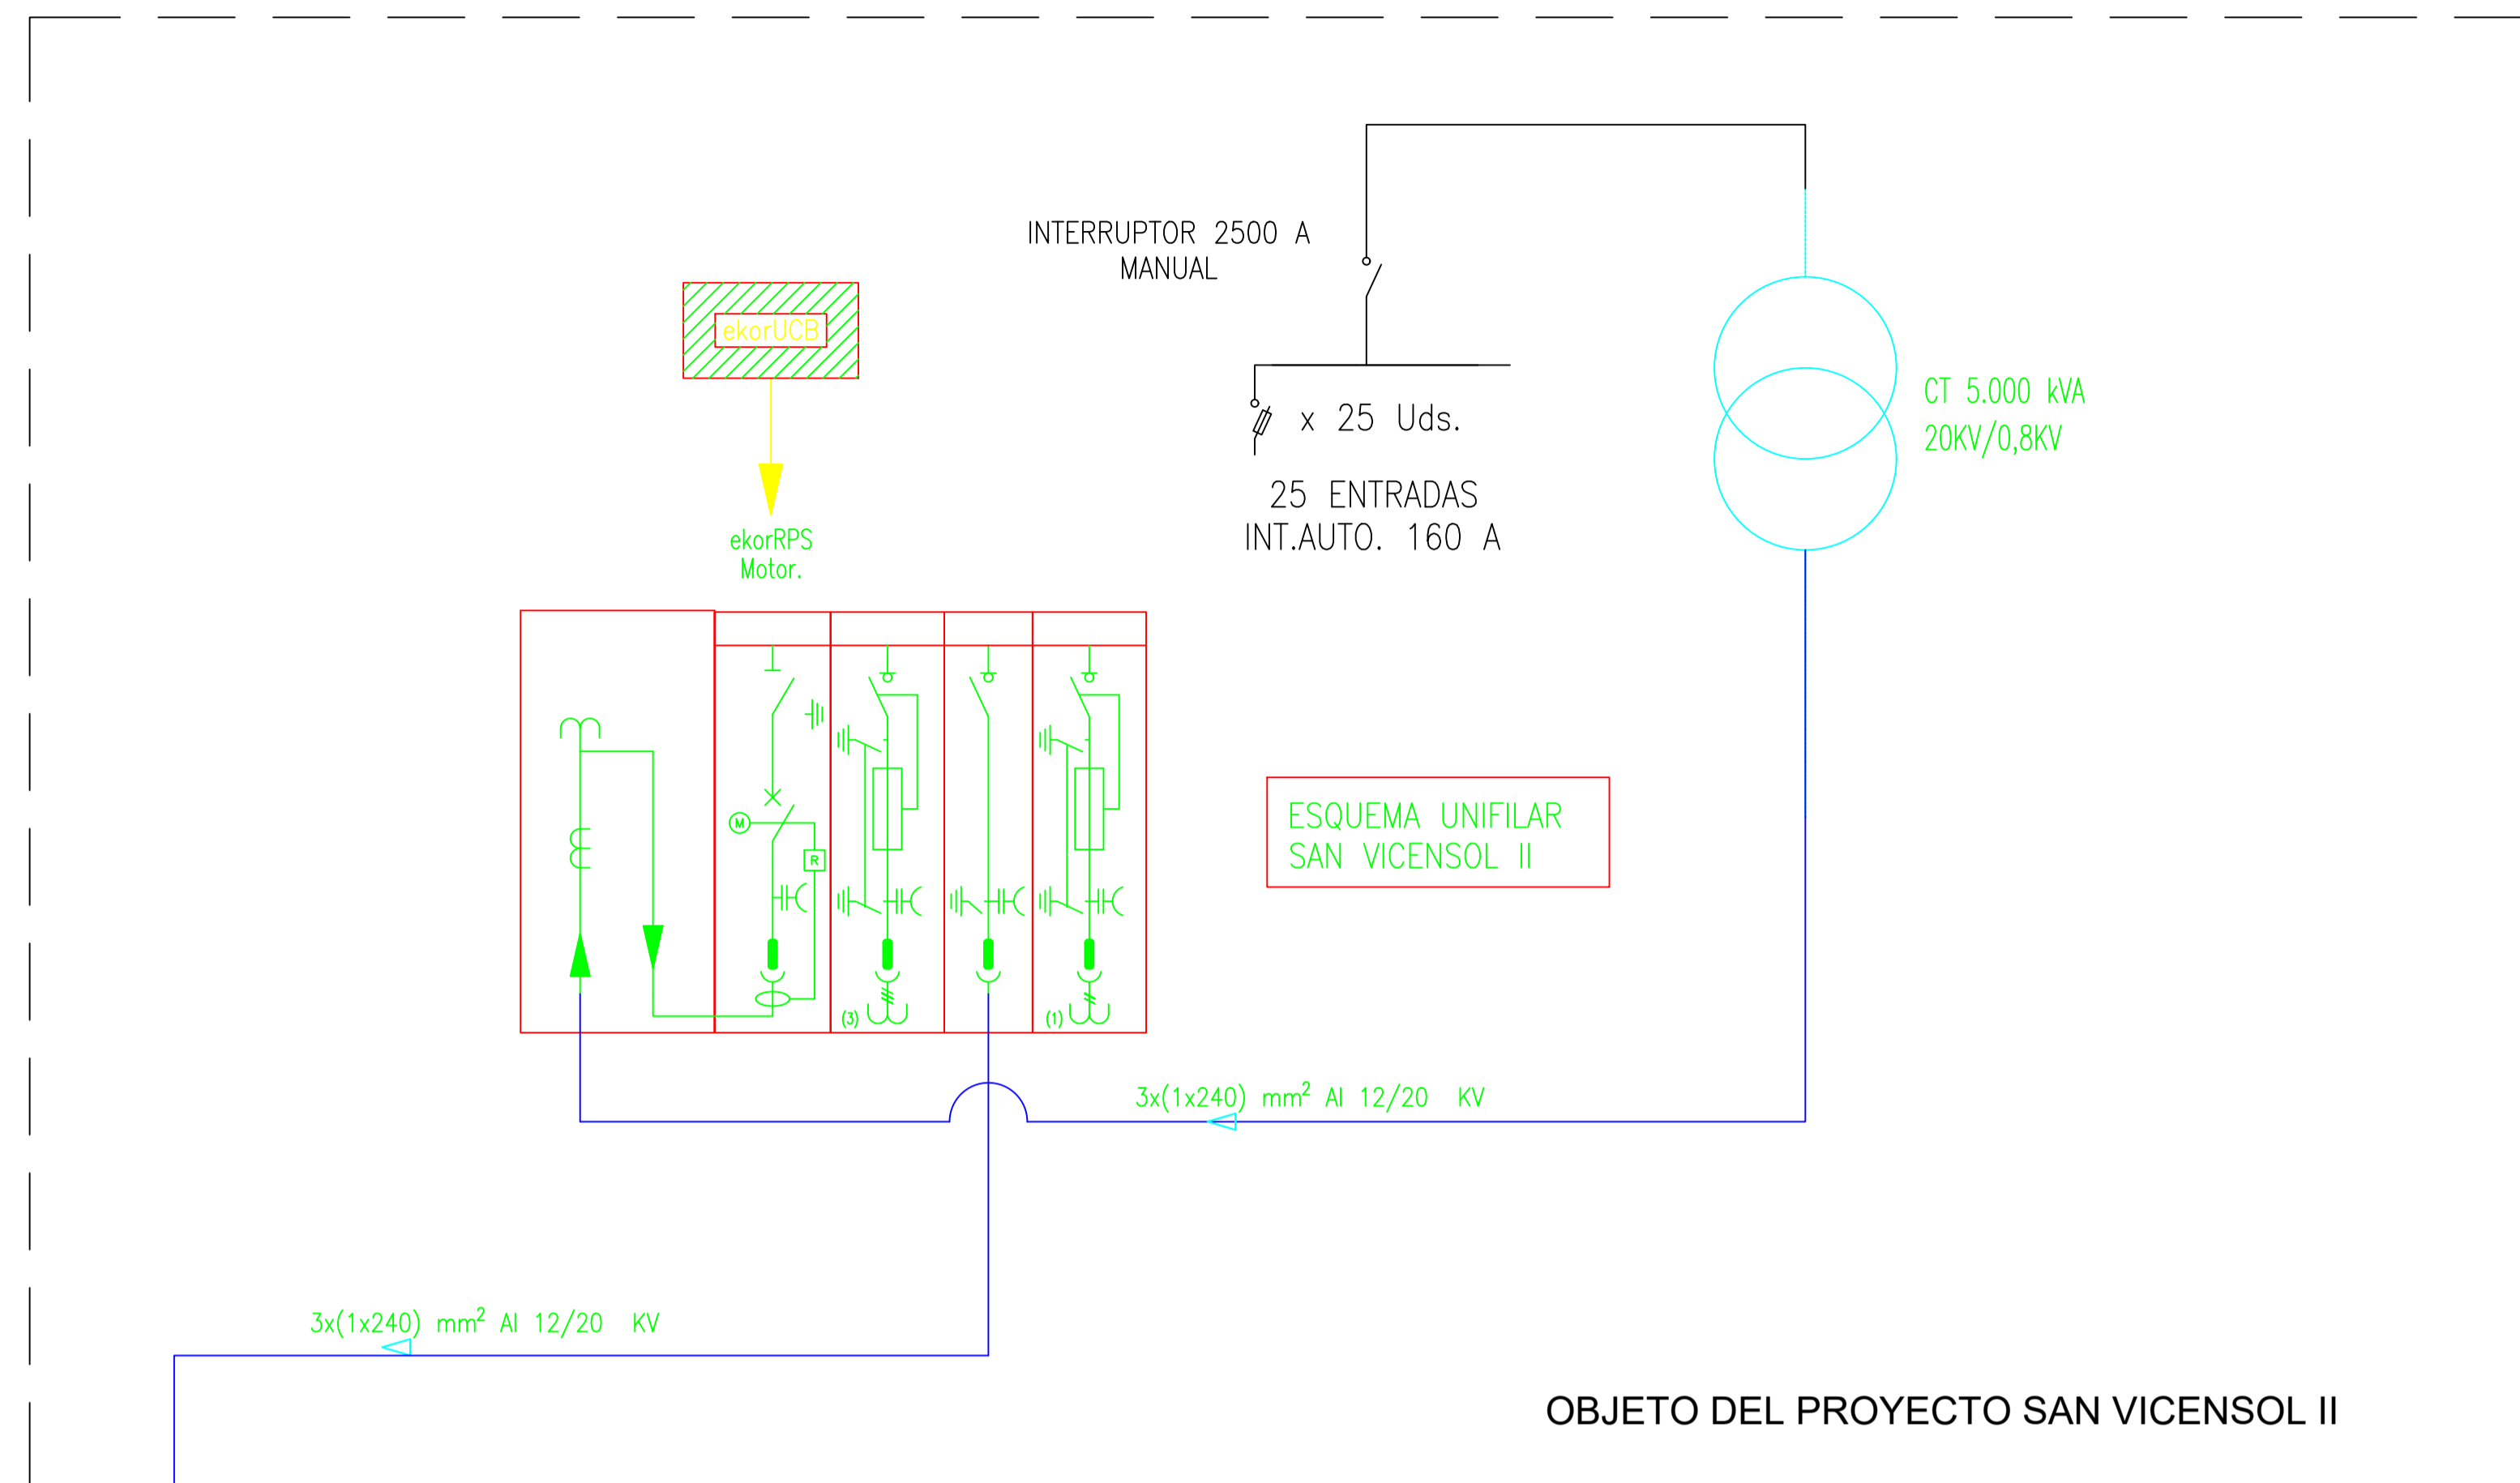 INTERRUPTOR 2500 A
MANUAL
ekorUCB
CT 5.000 kVA
20KV/0,8KV
x 25 Uds.
25 ENTRADAS
INT.AUTO. 160 A
ekorRPS
Motor.
M
R
ESQUEMA UNIFILAR
SAN VICENSOL II
(3)
(1)
3x(1x240) mm² Al 12/20 KV
3x(1x240) mm² Al 12/20 KV
OBJETO DEL PROYECTO SAN VICENSOL II